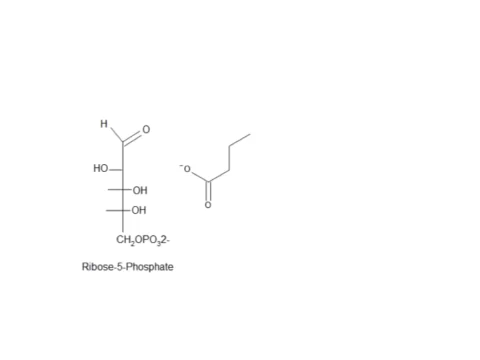 H
O
HO
OH
OH
CH2OPO32-
Ribose-5-Phosphate
-O
O